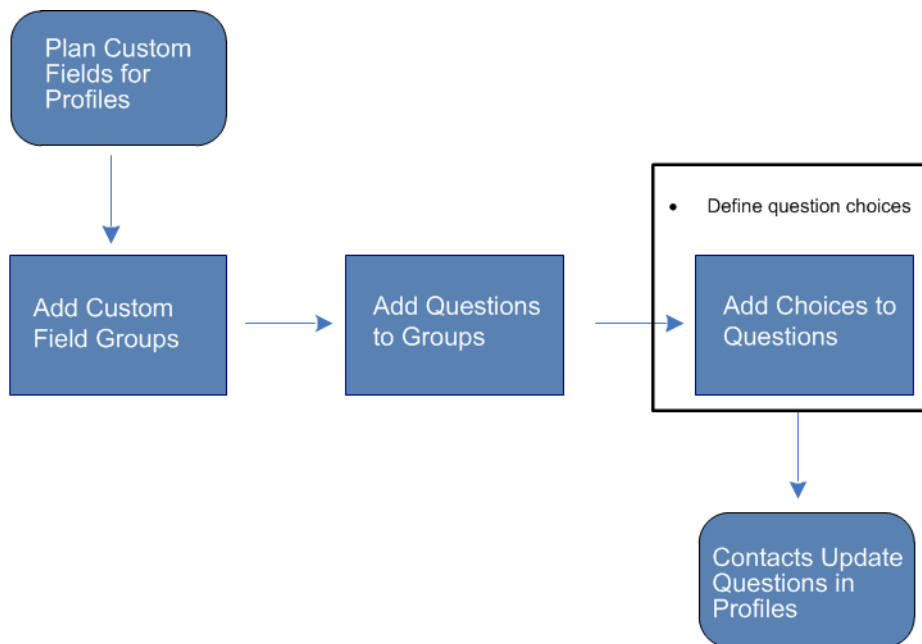 Plan Custom
Fields for
Profiles
• Define question choices
Add Custom
Field Groups
Add Questions
to Groups
Add Choices to
Questions
Contacts Update
Questions in
Profiles